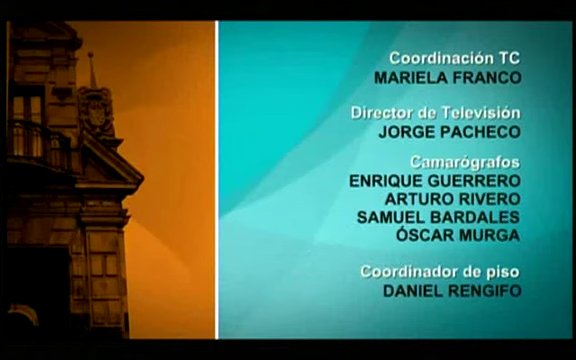 Coordinación TC
MARIELA FRANCO
Director de Televisión
JORGE PACHECO
Camarógrafos
ENRIQUE GUERRERO
ARTURO RIVERO
SAMUEL BARDALES
ÓSCAR MURGA
Coordinador de piso
DANIEL RENGIFO